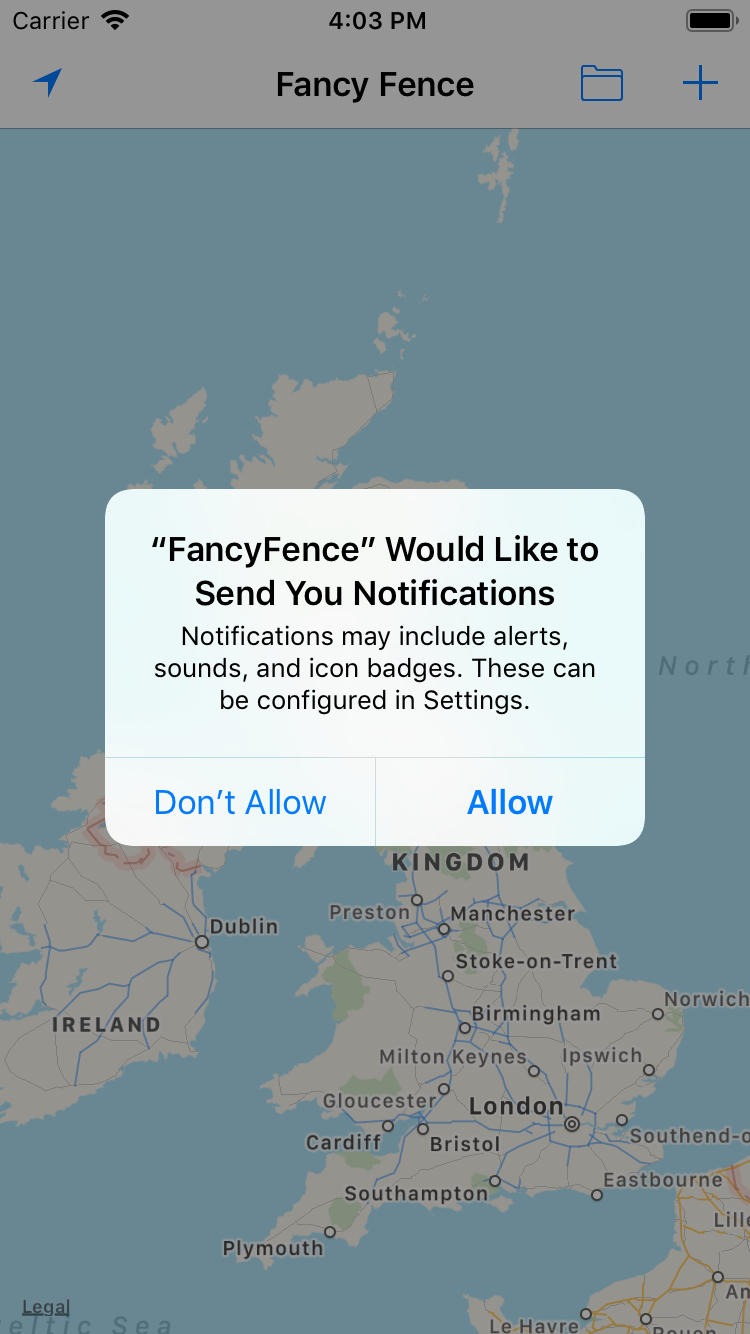 Carrier 4:03 PM
Fancy Fence
“FancyFence” Would Like to
Send You Notifications
Notifications may include alerts,
sounds, and icon badges. These can
be configured in Settings.
Don’t Allow
Allow
North
KINGDOM
Preston
Manchester
Dublin
Stoke-on-Trent
Norwich
Birmingham
IRELAND
Milton Keynes
Ipswich
Gloucester
London
Cardiff
Bristol
Southend-o
Southampton
Eastbourne
Lille
Plymouth
Am
Legal
eltic Sea
Le Havre
Rouen